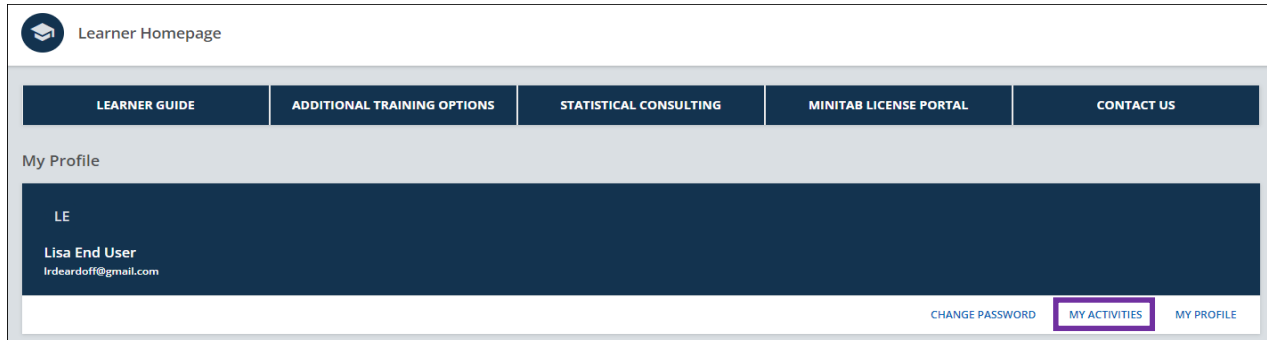 Learner Homepage
LEARNER GUIDE
ADDITIONAL TRAINING OPTIONS
STATISTICAL CONSULTING
MINITAB LICENSE PORTAL
CONTACT US
My Profile
LE
Lisa End User
lrdeardoff@gmail.com
CHANGE PASSWORD
MY ACTIVITIES
MY PROFILE